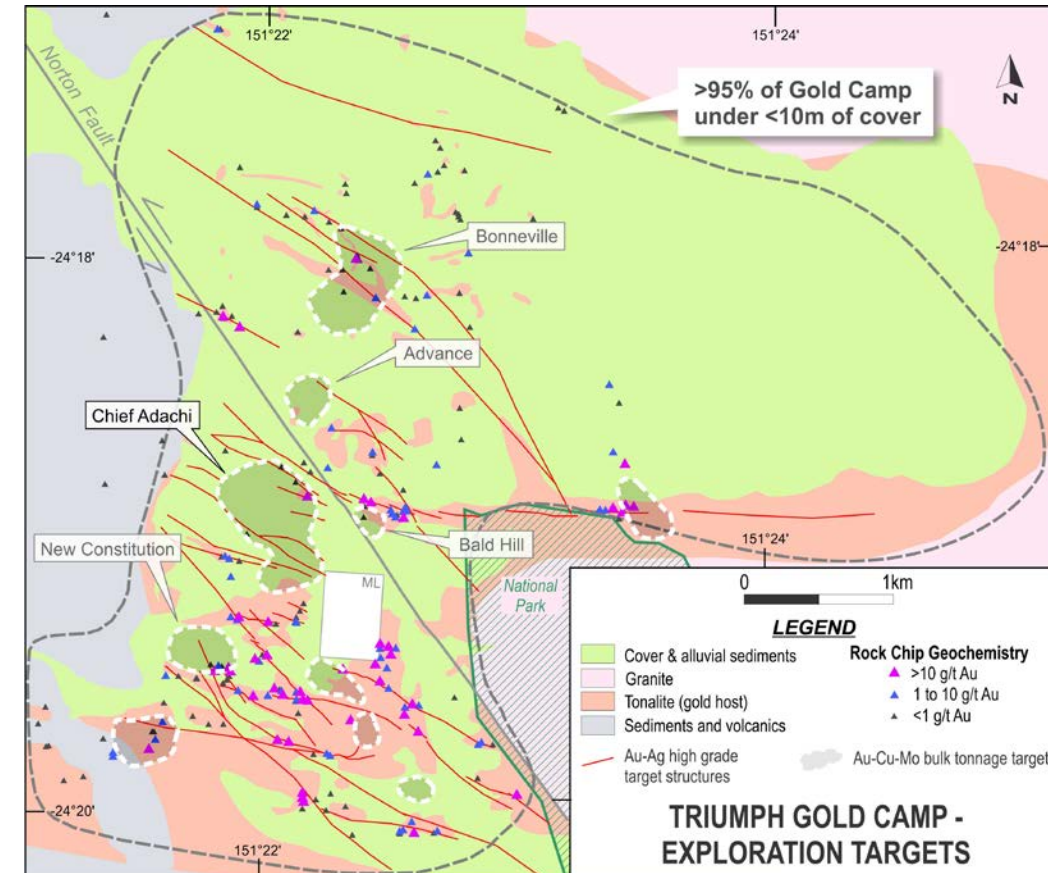 151°22'
151°24'
Norton Fault
>95% of Gold Camp
under <10m of cover
N
Bonneville
-24°18'
-24°18'
Advance
Chief Adachi
New Constitution
Bald Hill
151°24'
ML
National
Park
0 1km
LEGEND
Cover & alluvial sediments
Granite
Tonalite (gold host)
Sediments and volcanics
Au-Ag high grade
target structures
Rock Chip Geochemistry
>10 g/t Au
1 to 10 g/t Au
<1 g/t Au
Au-Cu-Mo bulk tonnage target
-24°20'
151°22'
TRIUMPH GOLD CAMP -
EXPLORATION TARGETS